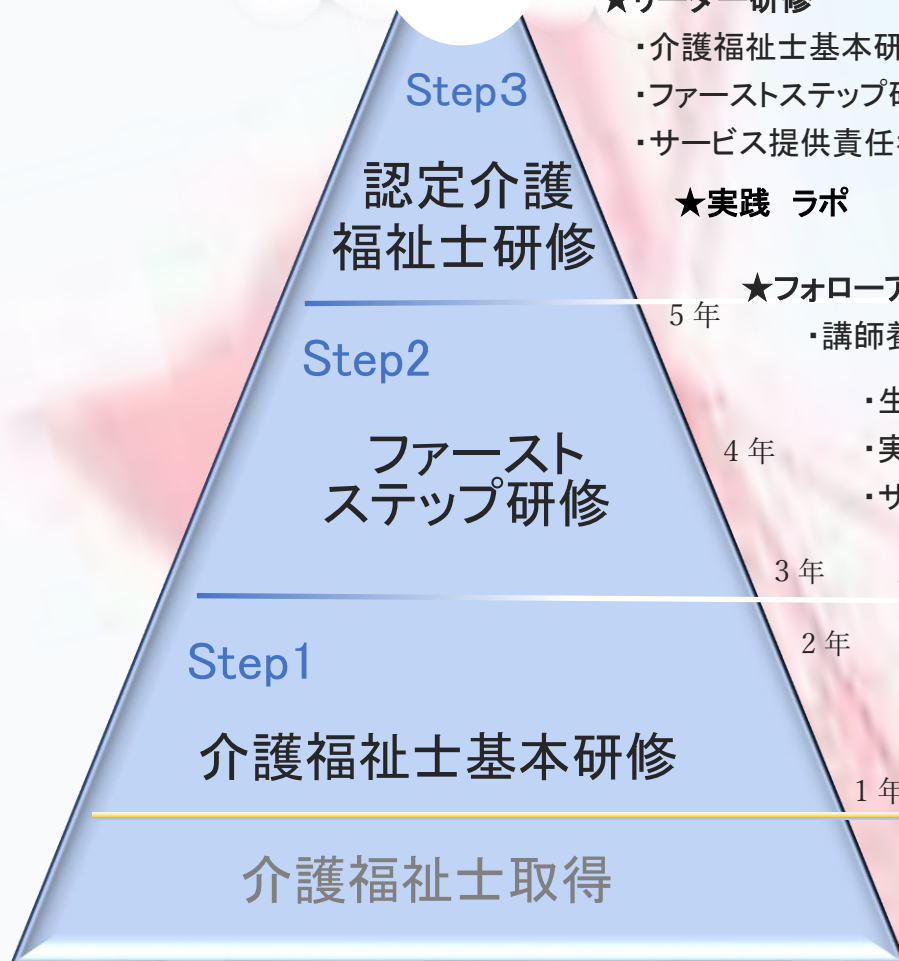 ★リーダー研修
・介護福祉士基本研
・ファーストステップ研
・サービス提供責任者
★実践 ラボ
★フォローア
・講師養
・生
・実
・サ
Step3
認定介護
福祉士研修
5年
Step2
ファースト
ステップ研修
4年
3年
2年
Step1
介護福祉士基本研修
1年
介護福祉士取得